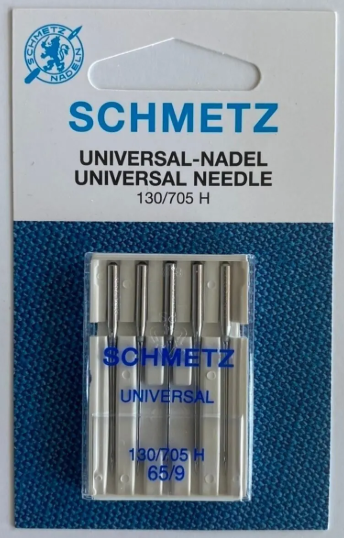 SCHMETZ
NADELN
SCHMETZ
UNIVERSAL-NADEL
UNIVERSAL NEEDLE
130/705 H
SCHMETZ
UNIVERSAL
130/705 H
65/9